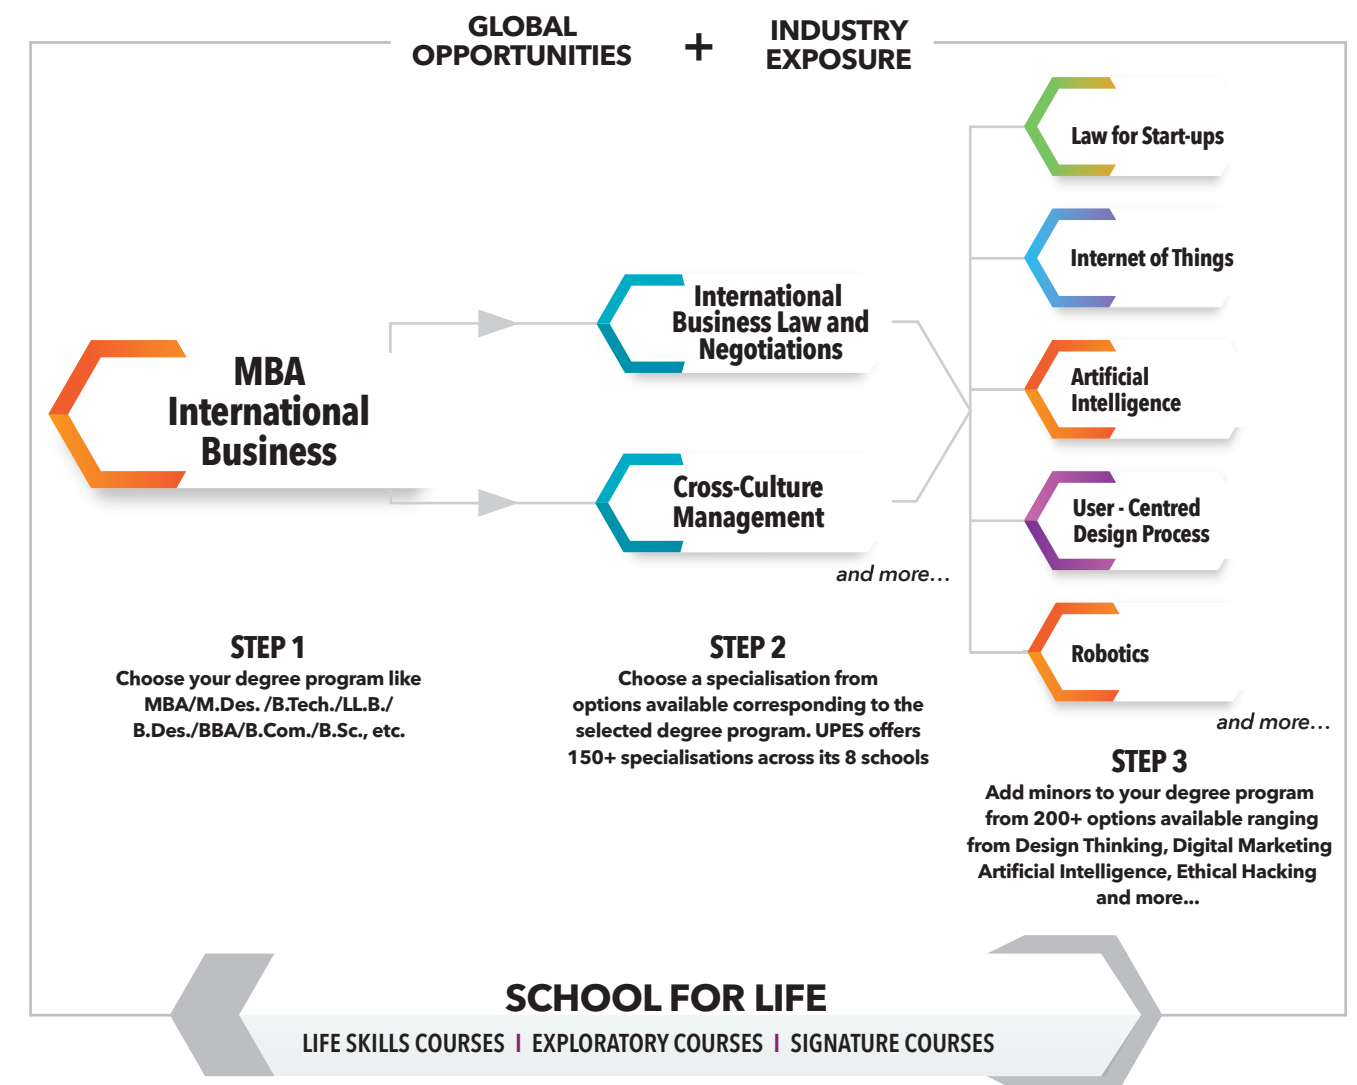 GLOBAL
OPPORTUNITIES
+
INDUSTRY
EXPOSURE
MBA
International
Business
International
Business Law and
Negotiations
Cross-Culture
Management
and more...
Law for Start-ups
Internet of Things
Artificial
Intelligence
User - Centred
Design Process
Robotics
and more...
STEP 1
Choose your degree program like
MBA/M.Des. /B.Tech./LL.B./
B.Des./BBA/B.Com./B.Sc., etc.
STEP 2
Choose a specialisation from
options available corresponding to the
selected degree program. UPES offers
150+ specialisations across its 8 schools
STEP 3
Add minors to your degree program
from 200+ options available ranging
from Design Thinking, Digital Marketing
Artificial Intelligence, Ethical Hacking
and more...
SCHOOL FOR LIFE
LIFE SKILLS COURSES I EXPLORATORY COURSES I SIGNATURE COURSES